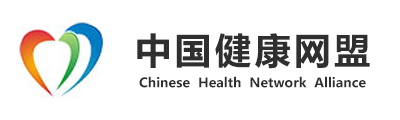 中国健康网盟
Chinese Health Network Alliance